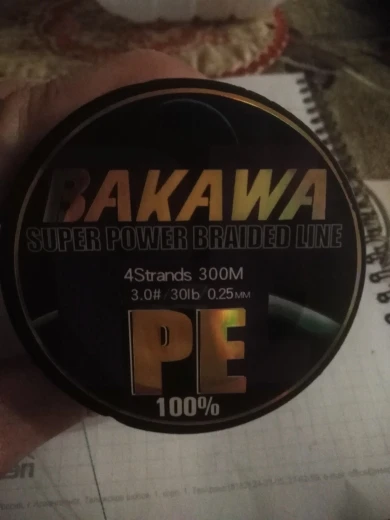 BAKAWA
SUPER POWER BRAIDED LINE
4Strands 300M
3.0# 30lb 0.25MM
PE
100%